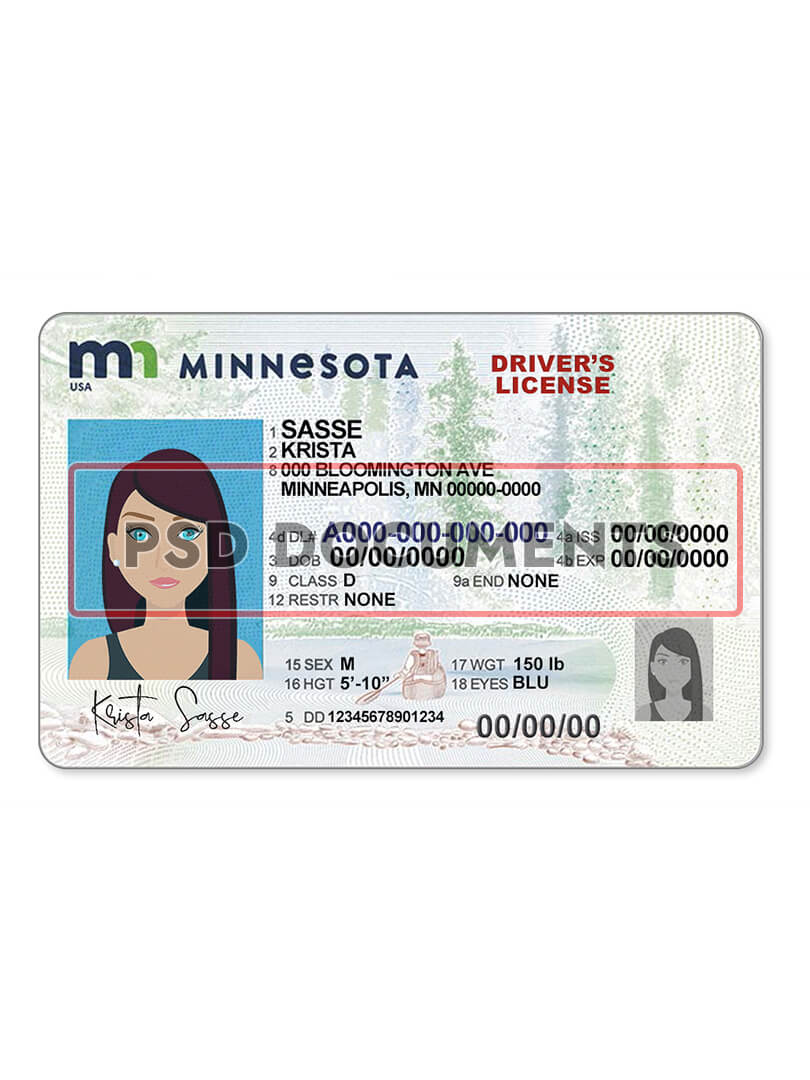 mn MINNESOTA
USA
DRIVER'S
LICENSE
1 SASSE
2 KRISTA
8 000 BLOOMINGTON AVE
MINNEAPOLIS, MN 00000-0000
PSD DOCUMENT
4d DL# A000-000-000-000 4a ISS 00/00/0000
3 DOB 00/00/0000 4b EXP 00/00/0000
9 CLASS D 9a END NONE
12 RESTR NONE
15 SEX M 17 WGT 150 lb
16 HGT 5'-10" 18 EYES BLU
Krista Sasse
5 DD 12345678901234 00/00/00